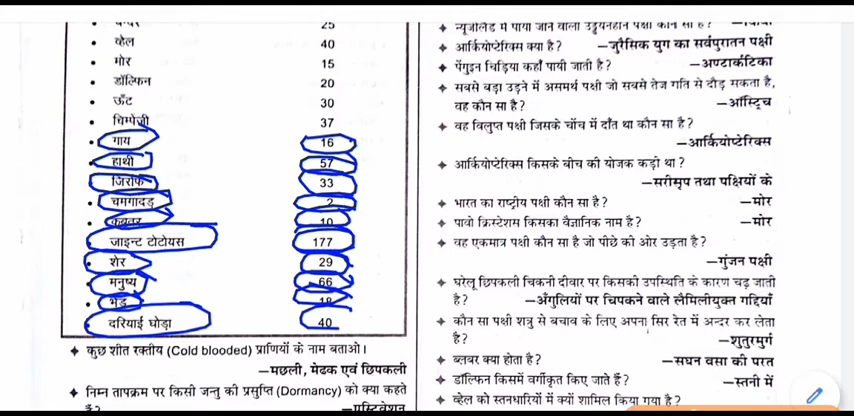 25
• व्हेल 40
• मोर 15
• डॉल्फिन 20
• ऊँट 30
• चिम्पेंजी 37
• गाय 16
• हाथी 57
• जिराफ 33
• चमगादड़ 2
• कबूतर 10
• जाइन्ट टोटोयस 177
• शेर 29
• मनुष्य 66
• भेड़ 18
• दरियाई घोड़ा 40
✦ कुछ शीत रक्तीय (Cold blooded) प्राणियों के नाम बताओ।
—मछली, मेढक एवं छिपकली
✦ निम्न तापक्रम पर किसी जन्तु की प्रसुप्ति (Dormancy) को क्या कहते
हैं?
✦ न्यूजीलैंड में पाया जाने वाला उड्डयनहीन पक्षी कौन सा है?
✦ आर्कियोप्टेरिक्स क्या है? —जुरैसिक युग का सर्वपुरातन पक्षी
✦ पेंगुइन चिड़िया कहाँ पायी जाती है? —अण्टार्कटिका
✦ सबसे बड़ा उड़ने में असमर्थ पक्षी जो सबसे तेज गति से दौड़ सकता है,
वह कौन सा है? —ऑस्ट्रिच
✦ वह विलुप्त पक्षी जिसके चोंच में दाँत था कौन सा है?
—आर्कियोप्टेरिक्स
✦ आर्कियोप्टेरिक्स किसके बीच की योजक कड़ी था?
—सरीसृप तथा पक्षियों के
✦ भारत का राष्ट्रीय पक्षी कौन सा है? —मोर
✦ पावो क्रिस्टेशस किसका वैज्ञानिक नाम है? —मोर
✦ वह एकमात्र पक्षी कौन सा है जो पीछे की ओर उड़ता है?
—गुंजन पक्षी
✦ घरेलू छिपकली चिकनी दीवार पर किसकी उपस्थिति के कारण चढ़ जाती
है? —अँगुलियों पर चिपकने वाले लैमिलीयुक्त गद्दियाँ
✦ कौन सा पक्षी शत्रु से बचाव के लिए अपना सिर रेत में अन्दर कर लेता
है? —शुतुरमुर्ग
✦ ब्लबर क्या होता है? —सघन वसा की परत
✦ डॉल्फिन किसमें वर्गीकृत किए जाते हैं? —स्तनी में
✦ व्हेल को स्तनधारियों में क्यों शामिल किया गया है?